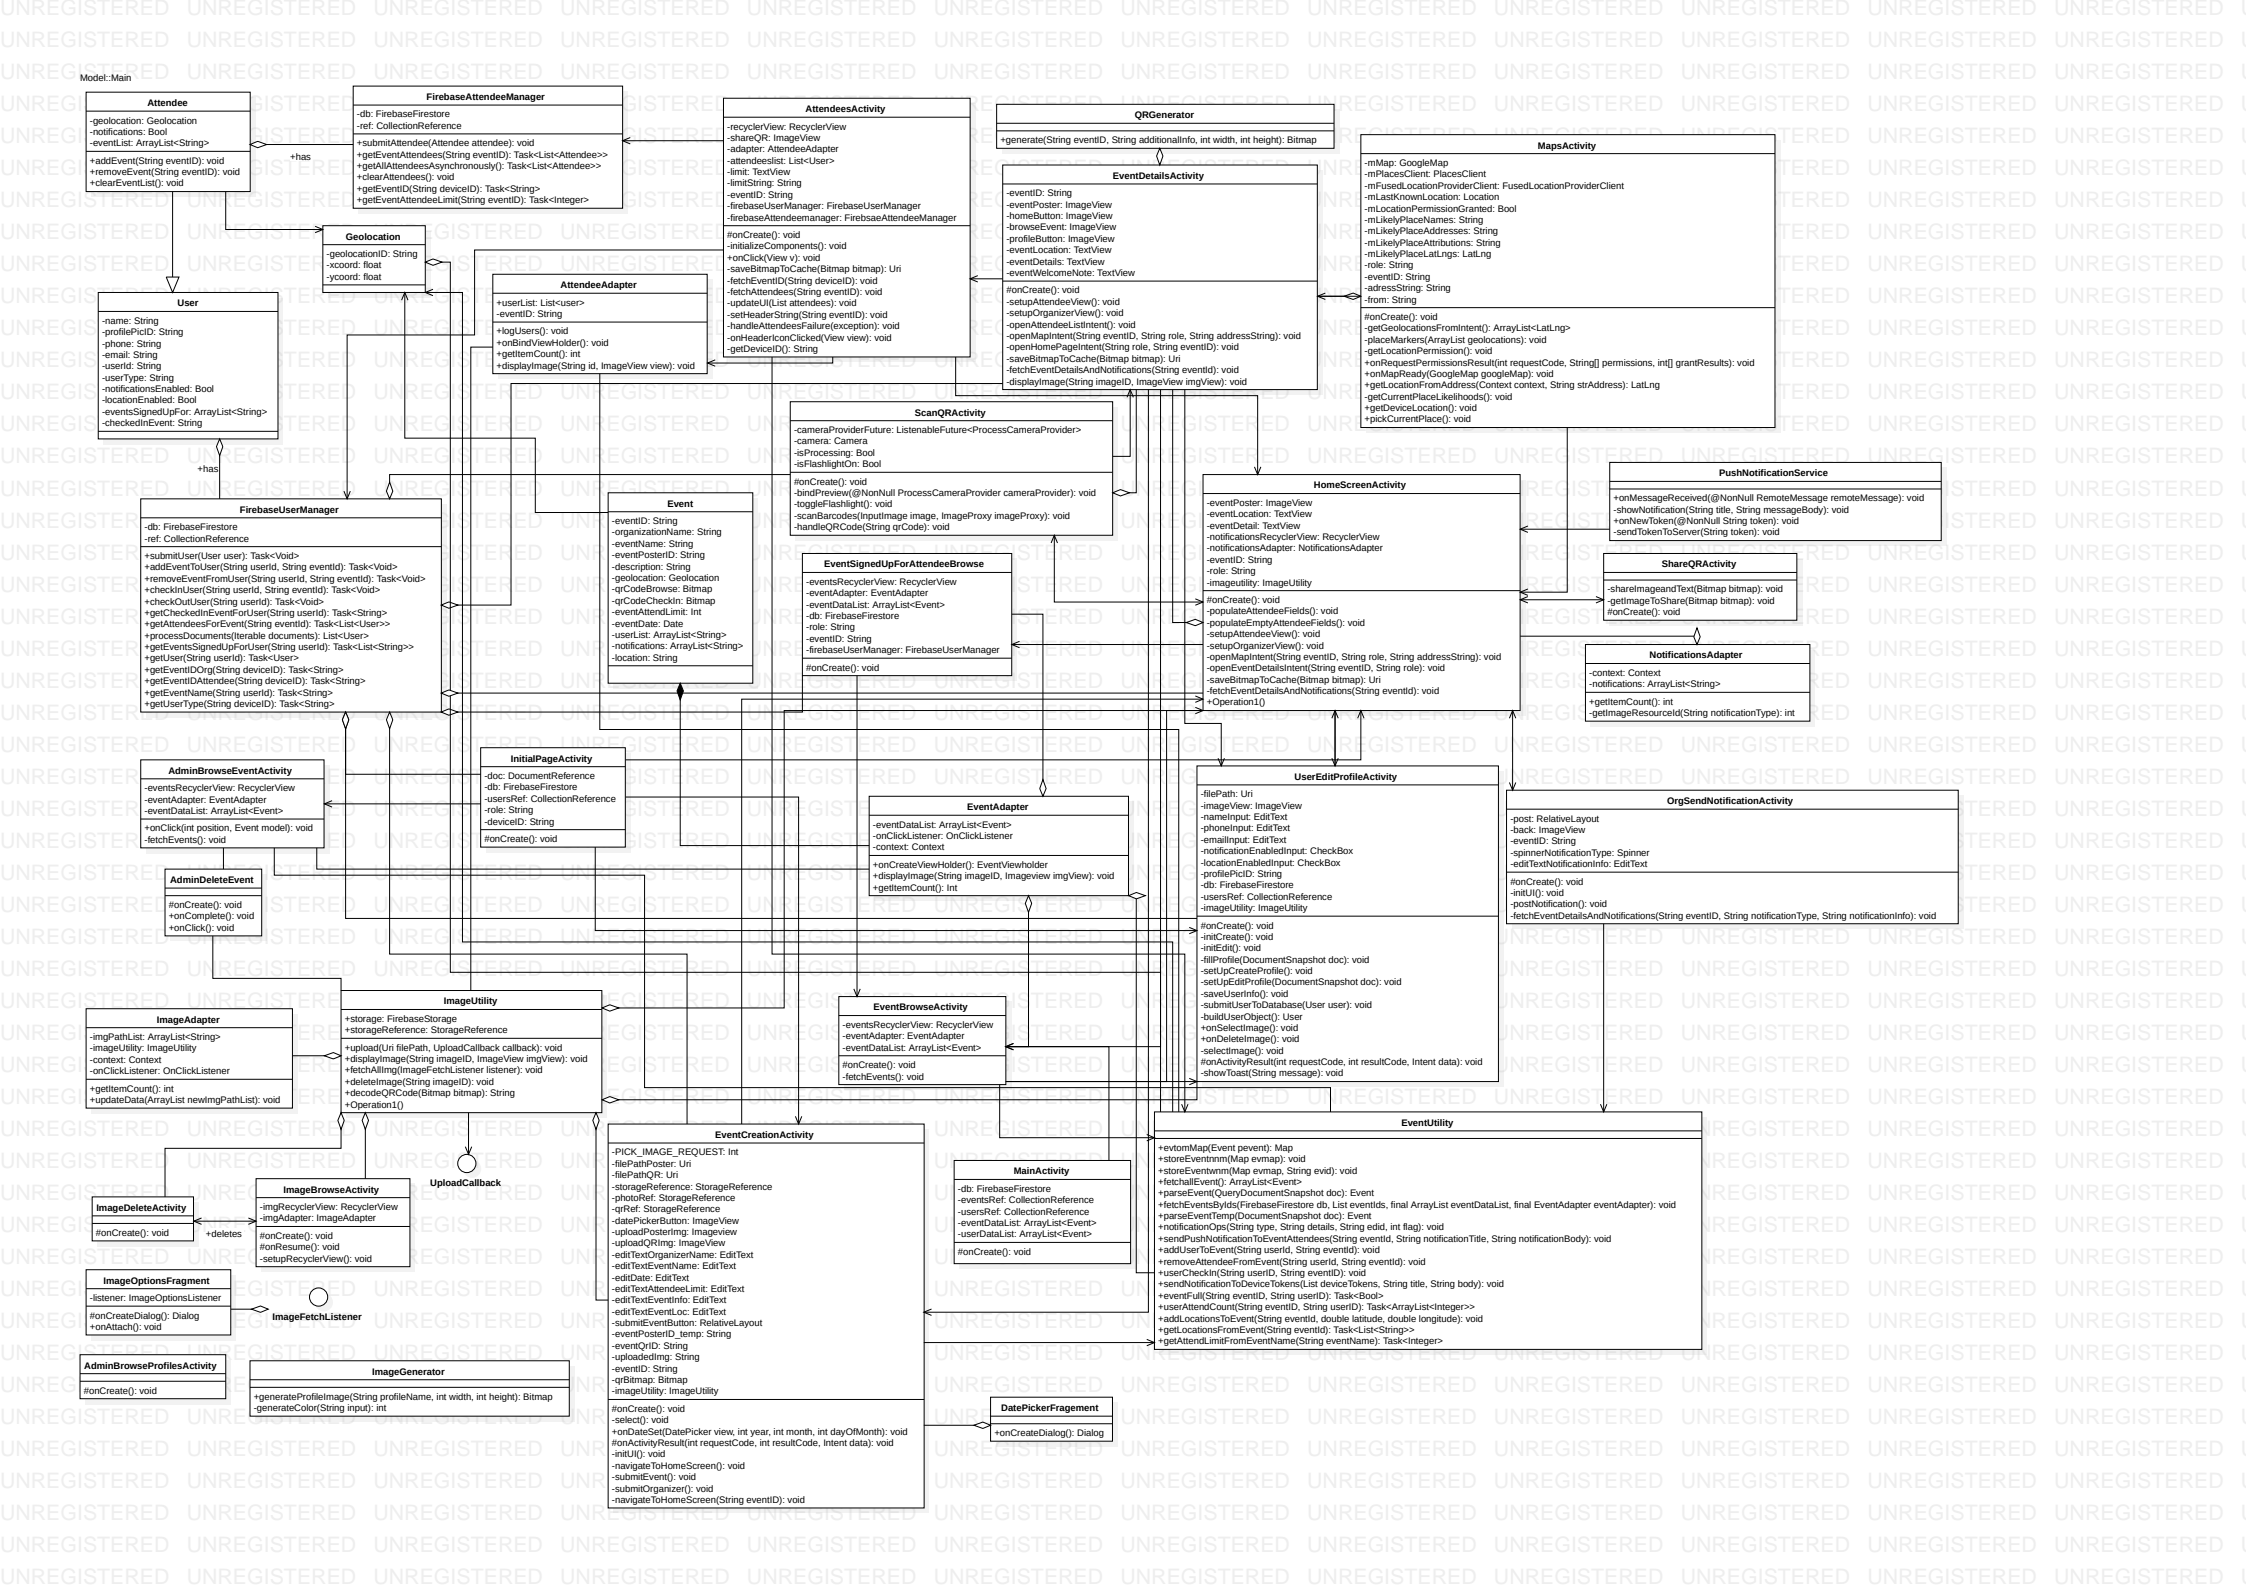 Model::Main
Attendee
-geolocation: Geolocation
-notifications: Bool
-eventList: ArrayList<String>
+addEvent(String eventID): void
+removeEvent(String eventID): void
+clearEventList(): void
+has
FirebaseAttendeeManager
-db: FirebaseFirestore
-ref: CollectionReference
+submitAttendee(Attendee attendee): void
+getEventAttendees(String eventID): Task<List<Attendee>>
+getAllAttendeesAsynchronously(): Task<List<Attendee>>
+clearAttendees(): void
+getEventID(String deviceID): Task<String>
+getEventAttendeeLimit(String eventID): Task<Integer>
AttendeesActivity
-recyclerView: RecyclerView
-shareQR: ImageView
-adapter: AttendeeAdapter
-attendeeslist: List<User>
-limit: TextView
-limitString: String
-eventID: String
-firebaseUserManager: FirebaseUserManager
-firebaseAttendeemanager: FirebsaeAttendeeManager
#onCreate(): void
-initializeComponents(): void
+onClick(View v): void
-saveBitmapToCache(Bitmap bitmap): Uri
-fetchEventID(String deviceID): void
-fetchAttendees(String eventID): void
-updateUI(List attendees): void
-setHeaderString(String eventID): void
-handleAttendeesFailure(exception): void
-onHeaderIconClicked(View view): void
-getDeviceID(): String
QRGenerator
+generate(String eventID, String additionalInfo, int width, int height): Bitmap
EventDetailsActivity
-eventID: String
-eventPoster: ImageView
-homeButton: ImageView
-browseEvent: ImageView
-profileButton: ImageView
-eventLocation: TextView
-eventDetails: TextView
-eventWelcomeNote: TextView
#onCreate(): void
-setupAttendeeView(): void
-setupOrganizerView(): void
-openAttendeeListIntent(): void
-openMapIntent(String eventID, String role, String addressString): void
-openHomePageIntent(String role, String eventID): void
-saveBitmapToCache(Bitmap bitmap): Uri
-fetchEventDetailsAndNotifications(String eventId): void
-displayImage(String imageID, ImageView imgView): void
MapsActivity
-mMap: GoogleMap
-mPlacesClient: PlacesClient
-mFusedLocationProviderClient: FusedLocationProviderClient
-mLastKnownLocation: Location
-mLocationPermissionGranted: Bool
-mLikelyPlaceNames: String
-mLikelyPlaceAddresses: String
-mLikelyPlaceAttributions: String
-mLikelyPlaceLatLngs: LatLng
-role: String
-eventID: String
-adressString: String
-from: String
#onCreate(): void
-getGeolocationsFromIntent(): ArrayList<LatLng>
-placeMarkers(ArrayList geolocations): void
-getLocationPermission(): void
+onRequestPermissionsResult(int requestCode, String[] permissions, int[] grantResults): void
+onMapReady(GoogleMap googleMap): void
+getLocationFromAddress(Context context, String strAddress): LatLng
-getCurrentPlaceLikelihoods(): void
+getDeviceLocation(): void
+pickCurrentPlace(): void
Geolocation
-geolocationID: String
-xcoord: float
-ycoord: float
AttendeeAdapter
+userList: List<user>
-eventID: String
+logUsers(): void
+onBindViewHolder(): void
+getItemCount(): int
+displayImage(String id, ImageView view): void
User
-name: String
-profilePicID: String
-phone: String
-email: String
-userId: String
-userType: String
-notificationsEnabled: Bool
-locationEnabled: Bool
-eventsSignedUpFor: ArrayList<String>
-checkedInEvent: String
+has
ScanQRActivity
-cameraProviderFuture: ListenableFuture<ProcessCameraProvider>
-camera: Camera
-isProcessing: Bool
-isFlashlightOn: Bool
#onCreate(): void
-bindPreview(@NonNull ProcessCameraProvider cameraProvider): void
-toggleFlashlight(): void
-scanBarcodes(InputImage image, ImageProxy imageProxy): void
-handleQRCode(String qrCode): void
FirebaseUserManager
-db: FirebaseFirestore
-ref: CollectionReference
+submitUser(User user): Task<Void>
+addEventToUser(String userId, String eventId): Task<Void>
+removeEventFromUser(String userId, String eventId): Task<Void>
+checkInUser(String userId, String eventId): Task<Void>
+checkOutUser(String userId): Task<Void>
+getCheckedInEventForUser(String userId): Task<String>
+getAttendeesForEvent(String eventId): Task<List<User>>
+processDocuments(Iterable documents): List<User>
+getEventsSignedUpForUser(String userId): Task<List<String>>
+getUser(String userId): Task<User>
+getEventIDOrg(String deviceID): Task<String>
+getEventIDAttendee(String deviceID): Task<String>
+getEventName(String userId): Task<String>
+getUserType(String deviceID): Task<String>
Event
-eventID: String
-organizationName: String
-eventName: String
-eventPosterID: String
-description: String
-geolocation: Geolocation
-qrCodeBrowse: Bitmap
-qrCodeCheckIn: Bitmap
-eventAttendLimit: Int
-eventDate: Date
-userList: ArrayList<String>
-notifications: ArrayList<String>
-location: String
EventSignedUpForAttendeeBrowse
-eventsRecyclerView: RecyclerView
-eventAdapter: EventAdapter
-eventDataList: ArrayList<Event>
-db: FirebaseFirestore
-role: String
-eventID: String
-firebaseUserManager: FirebaseUserManager
#onCreate(): void
HomeScreenActivity
-eventPoster: ImageView
-eventLocation: TextView
-eventDetail: TextView
-notificationsRecyclerView: RecyclerView
-notificationsAdapter: NotificationsAdapter
-eventID: String
-role: String
-imageutility: ImageUtility
#onCreate(): void
-populateAttendeeFields(): void
-populateEmptyAttendeeFields(): void
-setupAttendeeView(): void
-setupOrganizerView(): void
-openMapIntent(String eventID, String role, String addressString): void
-openEventDetailsIntent(String eventID, String role): void
-saveBitmapToCache(Bitmap bitmap): Uri
-fetchEventDetailsAndNotifications(String eventId): void
+Operation1()
PushNotificationService
+onMessageReceived(@NonNull RemoteMessage remoteMessage): void
-showNotification(String title, String messageBody): void
+onNewToken(@NonNull String token): void
-sendTokenToServer(String token): void
ShareQRActivity
-shareImageandText(Bitmap bitmap): void
-getImageToShare(Bitmap bitmap): void
#onCreate(): void
NotificationsAdapter
-context: Context
-notifications: ArrayList<String>
+getItemCount(): int
-getImageResourceId(String notificationType): int
AdminBrowseEventActivity
-eventsRecyclerView: RecyclerView
-eventAdapter: EventAdapter
-eventDataList: ArrayList<Event>
+onClick(int position, Event model): void
-fetchEvents(): void
InitialPageActivity
-doc: DocumentReference
-db: FirebaseFirestore
-usersRef: CollectionReference
-role: String
-deviceID: String
#onCreate(): void
EventAdapter
-eventDataList: ArrayList<Event>
-onClickListener: OnClickListener
-context: Context
+onCreateViewHolder(): EventViewholder
+displayImage(String imageID, Imageview imgView): void
+getItemCount(): Int
UserEditProfileActivity
-filePath: Uri
-imageView: ImageView
-nameInput: EditText
-phoneInput: EditText
-emailInput: EditText
-notificationEnabledInput: CheckBox
-locationEnabledInput: CheckBox
-profilePicID: String
-db: FirebaseFirestore
-usersRef: CollectionReference
-imageUtility: ImageUtility
#onCreate(): void
-initCreate(): void
-initEdit(): void
-fillProfile(DocumentSnapshot doc): void
-setUpCreateProfile(): void
-setUpEditProfile(DocumentSnapshot doc): void
-saveUserInfo(): void
-submitUserToDatabase(User user): void
-buildUserObject(): User
+onSelectImage(): void
+onDeleteImage(): void
-selectImage(): void
#onActivityResult(int requestCode, int resultCode, Intent data): void
-showToast(String message): void
OrgSendNotificationActivity
-post: RelativeLayout
-back: ImageView
-eventID: String
-spinnerNotificationType: Spinner
-editTextNotificationInfo: EditText
#onCreate(): void
-initUI(): void
-postNotification(): void
-fetchEventDetailsAndNotifications(String eventID, String notificationType, String notificationInfo): void
AdminDeleteEvent
#onCreate(): void
+onComplete(): void
+onClick(): void
ImageAdapter
-imgPathList: ArrayList<String>
-imageUtility: ImageUtility
-context: Context
-onClickListener: OnClickListener
+getItemCount(): int
+updateData(ArrayList newImgPathList): void
ImageUtility
+storage: FirebaseStorage
+storageReference: StorageReference
+upload(Uri filePath, UploadCallback callback): void
+displayImage(String imageID, ImageView imgView): void
+fetchAllImg(ImageFetchListener listener): void
+deleteImage(String imageID): void
+decodeQRCode(Bitmap bitmap): String
+Operation1()
EventBrowseActivity
-eventsRecyclerView: RecyclerView
-eventAdapter: EventAdapter
-eventDataList: ArrayList<Event>
#onCreate(): void
-fetchEvents(): void
UploadCallback
ImageDeleteActivity
#onCreate(): void
+deletes
ImageBrowseActivity
-imgRecyclerView: RecyclerView
-imgAdapter: ImageAdapter
#onCreate(): void
#onResume(): void
-setupRecyclerView(): void
EventCreationActivity
-PICK_IMAGE_REQUEST: Int
-filePathPoster: Uri
-filePathQR: Uri
-storageReference: StorageReference
-photoRef: StorageReference
-qrRef: StorageReference
-datePickerButton: ImageView
-uploadPosterImg: ImageView
-uploadQRImg: Imageview
-editTextOrganizerName: EditText
-editTextEventName: EditText
-editDate: EditText
-editTextAttendeeLimit: EditText
-editTextEventInfo: EditText
-editTextEventLoc: EditText
-submitEventButton: RelativeLayout
-eventPosterID_temp: String
-eventQrID: String
-uploadedImg: String
-eventID: String
-qrBitmap: Bitmap
-imageUtility: ImageUtility
#onCreate(): void
-select(): void
+onDateSet(DatePicker view, int year, int month, int dayOfMonth): void
#onActivityResult(int requestCode, int resultCode, Intent data): void
-initUI(): void
-navigateToHomeScreen(): void
-submitEvent(): void
-submitOrganizer(): void
-navigateToHomeScreen(String eventID): void
MainActivity
-db: FirebaseFirestore
-eventsRef: CollectionReference
-usersRef: CollectionReference
-eventDataList: ArrayList<Event>
-userDataList: ArrayList<Event>
#onCreate(): void
EventUtility
+evtomMap(Event pevent): Map
+storeEventnnm(Map evmap): void
+storeEventwnm(Map evmap, String evid): void
+fetchallEvent(): ArrayList<Event>
+parseEvent(QueryDocumentSnapshot doc): Event
+fetchEventsByIds(FirebaseFirestore db, List eventIds, final ArrayList eventDataList, final EventAdapter eventAdapter): void
+parseEventTemp(DocumentSnapshot doc): Event
+notificationOps(String type, String details, String edid, int flag): void
+sendPushNotificationToEventAttendees(String eventId, String notificationTitle, String notificationBody): void
+addUserToEvent(String userId, String eventId): void
+removeAttendeeFromEvent(String userId, String eventId): void
+userCheckIn(String userID, String eventID): void
+sendNotificationToDeviceTokens(List deviceTokens, String title, String body): void
+eventFull(String eventID, String userID): Task<Bool>
+userAttendCount(String eventID, String userID): Task<ArrayList<Integer>>
+addLocationsToEvent(String eventId, double latitude, double longitude): void
+getLocationsFromEvent(String eventId): Task<List<String>>
+getAttendLimitFromEventName(String eventName): Task<Integer>
ImageOptionsFragment
-listener: ImageOptionsListener
#onCreateDialog(): Dialog
+onAttach(): void
ImageFetchListener
AdminBrowseProfilesActivity
#onCreate(): void
ImageGenerator
+generateProfileImage(String profileName, int width, int height): Bitmap
-generateColor(String input): int
DatePickerFragement
+onCreateDialog(): Dialog